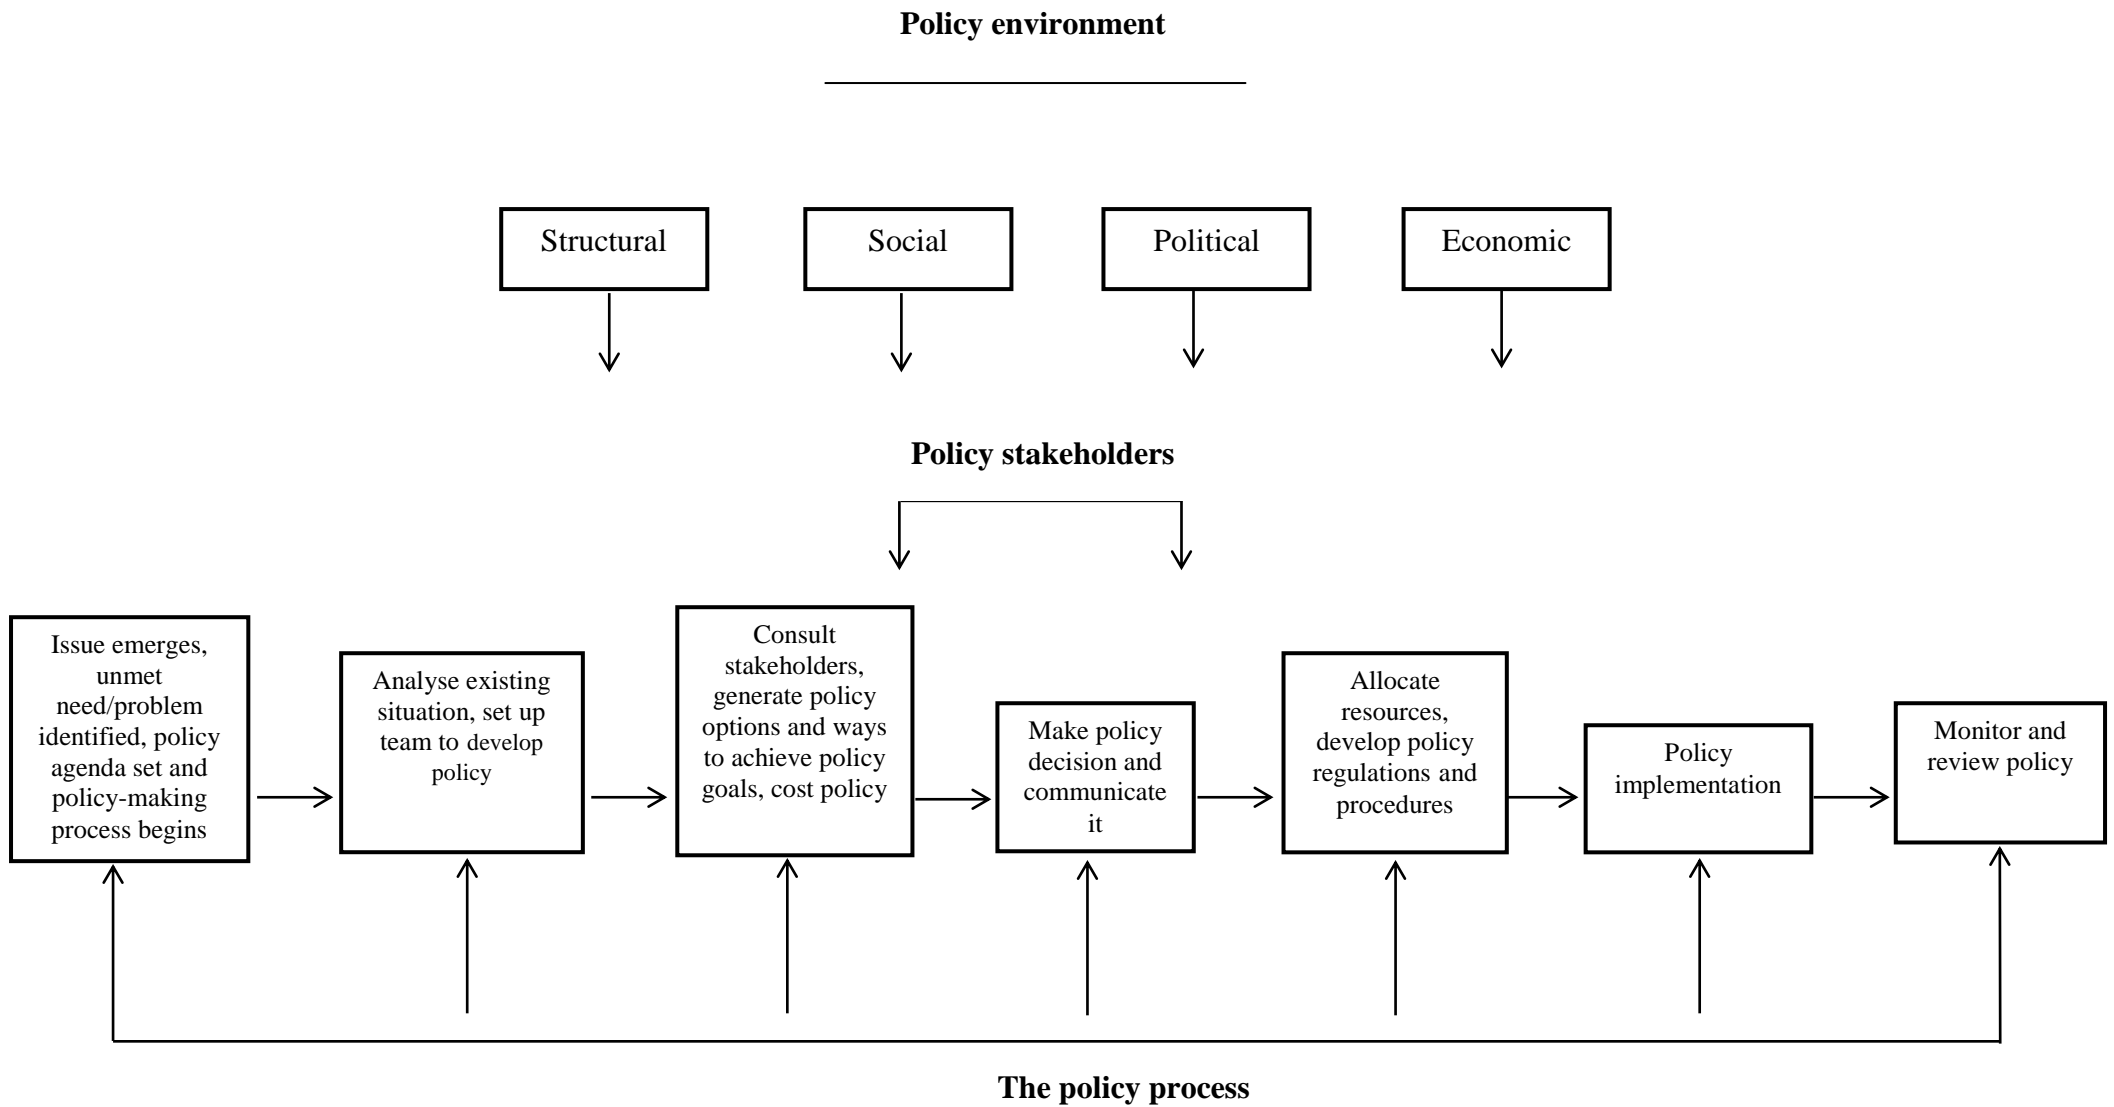 Policy environment
Structural
Social
Political
Economic
Policy stakeholders
Issue emerges,
unmet
need/problem
identified, policy
agenda set and
policy-making
process begins
Analyse existing
situation, set up
team to develop
policy
Consult
stakeholders,
generate policy
options and ways
to achieve policy
goals, cost policy
Make policy
decision and
communicate
it
Allocate
resources,
develop policy
regulations and
procedures
Policy
implementation
Monitor and
review policy
The policy process